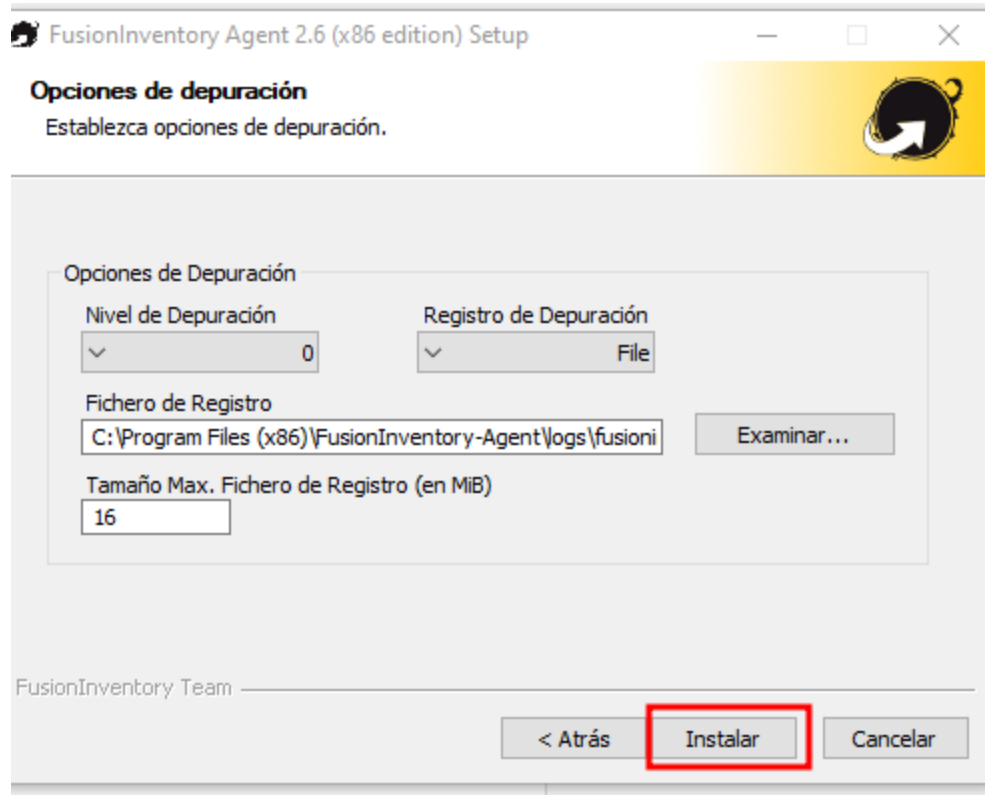 FusionInventory Agent 2.6 (x86 edition) Setup
Opciones de depuración
Establezca opciones de depuración.
Opciones de Depuración
Nivel de Depuración
Registro de Depuración
0
File
Fichero de Registro
C:\Program Files (x86)\FusionInventory-Agent\logs\fusioni
Examinar...
Tamaño Max. Fichero de Registro (en MiB)
16
FusionInventory Team
< Atrás
Instalar
Cancelar